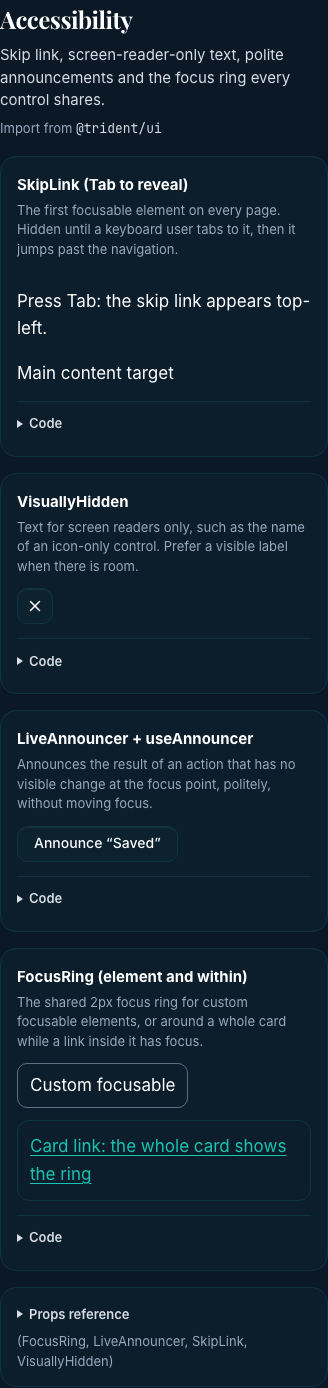 Accessibility
Skip link, screen-reader-only text, polite
announcements and the focus ring every
control shares.
Import from @trident/ui
SkipLink (Tab to reveal)
The first focusable element on every page.
Hidden until a keyboard user tabs to it, then it
jumps past the navigation.
Press Tab: the skip link appears top-
left.
Main content target
Code
VisuallyHidden
Text for screen readers only, such as the name
of an icon-only control. Prefer a visible label
when there is room.
Code
LiveAnnouncer + useAnnouncer
Announces the result of an action that has no
visible change at the focus point, politely,
without moving focus.
Announce “Saved”
Code
FocusRing (element and within)
The shared 2px focus ring for custom
focusable elements, or around a whole card
while a link inside it has focus.
Custom focusable
Card link: the whole card shows
the ring
Code
Props reference
(FocusRing, LiveAnnouncer, SkipLink,
VisuallyHidden)